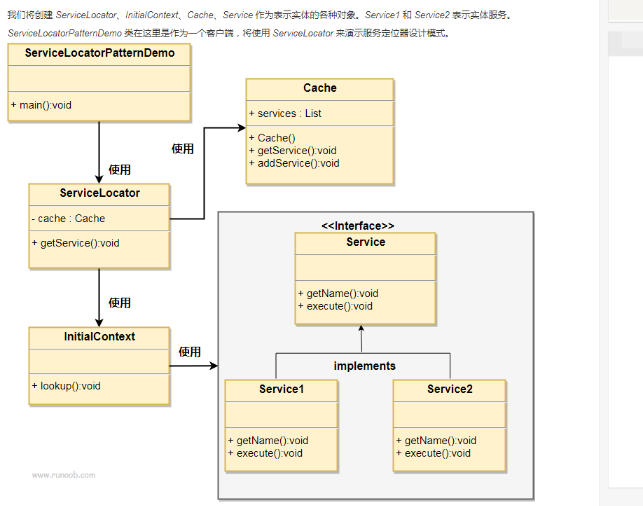 我们将创建 ServiceLocator、InitialContext、Cache、Service 作为表示实体的各种对象。Service1 和 Service2 表示实体服务。
ServiceLocatorPatternDemo 类在这里是作为一个客户端，将使用 ServiceLocator 来演示服务定位器设计模式。
ServiceLocatorPatternDemo
+ main():void
使用
Cache
+ services : List
+ Cache()
+ getService():void
+ addService():void
使用
ServiceLocator
- cache : Cache
+ getService():void
使用
InitialContext
+ lookup():void
使用
<<Interface>>
Service
+ getName():void
+ execute():void
implements
Service1
+ getName():void
+ execute():void
Service2
+ getName():void
+ execute():void
www.runoob.com